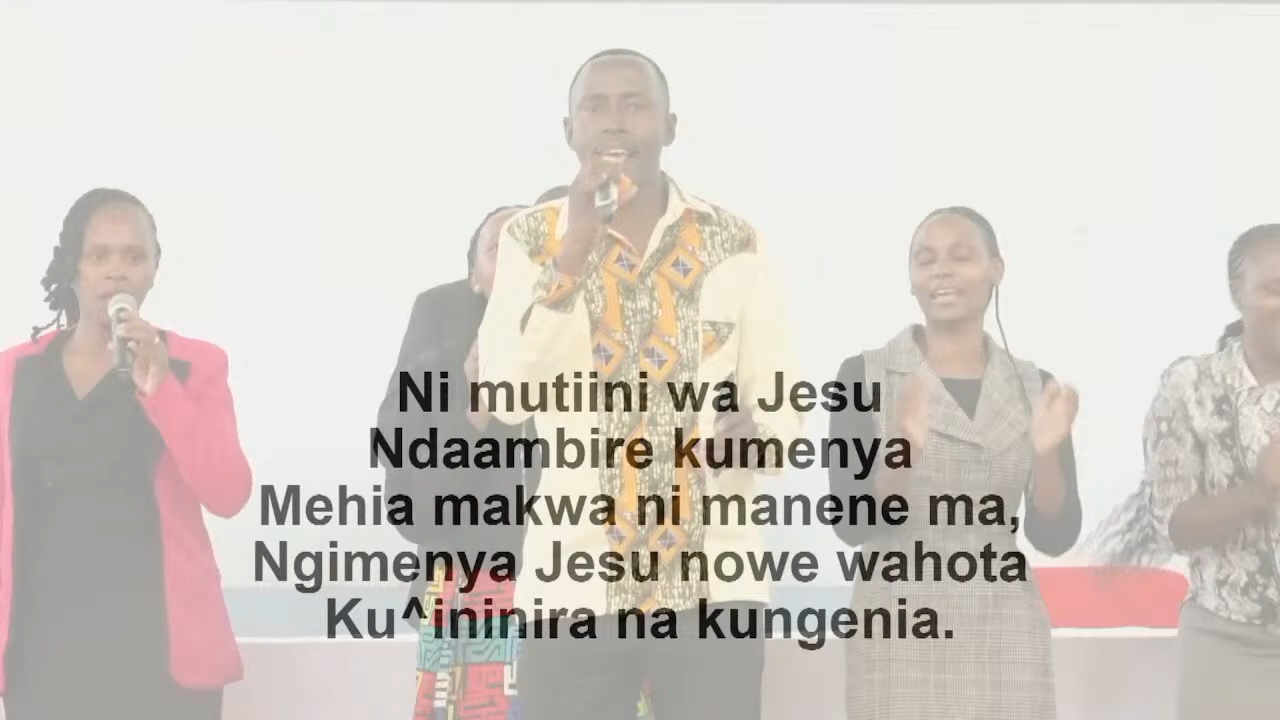 Ni mutiini wa Jesu
Ndaambire kumenya
Mehia makwa ni manene ma,
Ngimenya Jesu nowe wahota
Ku^ininira na kungenia.